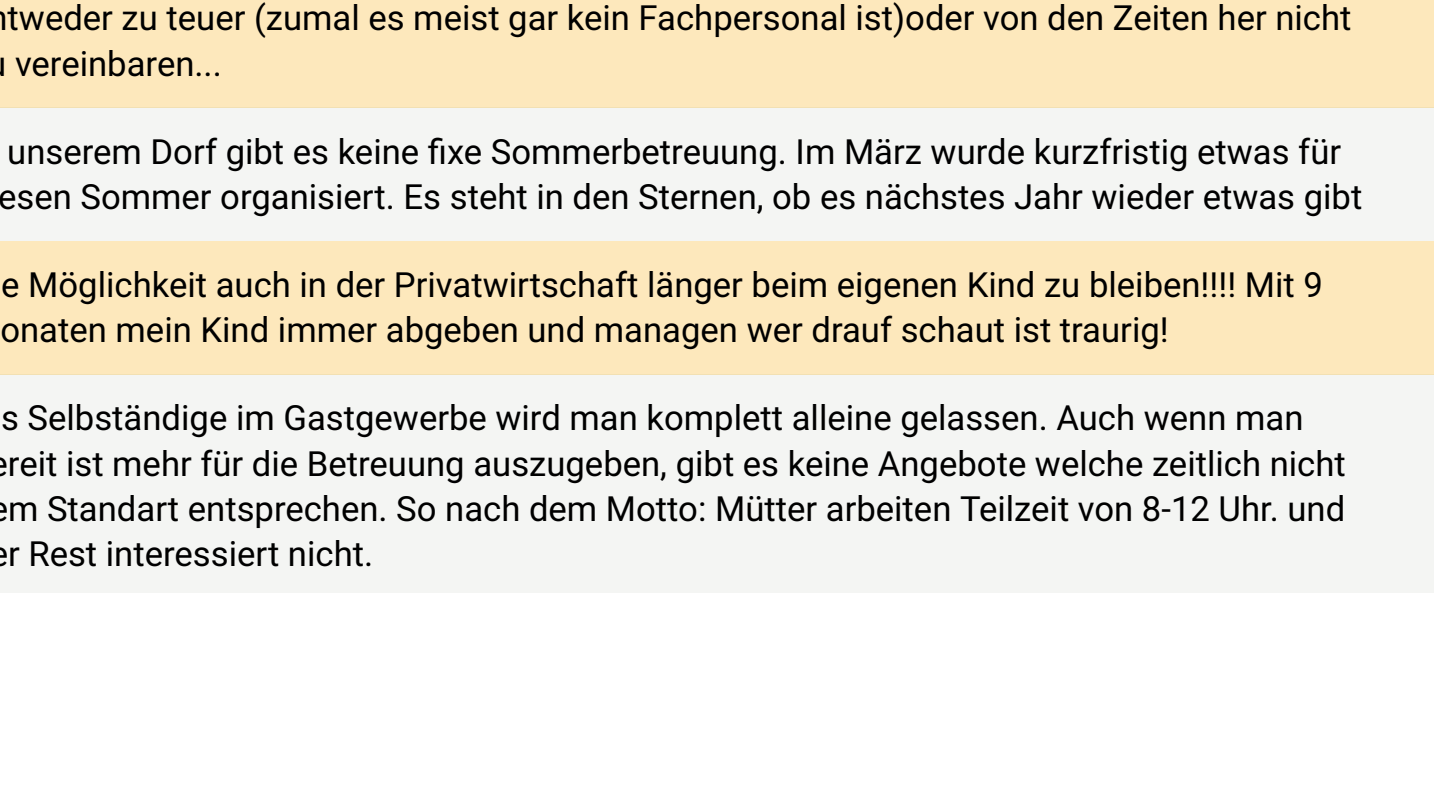 ntweder zu teuer (zumal es meist gar kein Fachpersonal ist)oder von den Zeiten her nicht
u vereinbaren...
unserem Dorf gibt es keine fixe Sommerbetreuung. Im März wurde kurzfristig etwas für
esen Sommer organisiert. Es steht in den Sternen, ob es nächstes Jahr wieder etwas gibt
e Möglichkeit auch in der Privatwirtschaft länger beim eigenen Kind zu bleiben!!!! Mit 9
onaten mein Kind immer abgeben und managen wer drauf schaut ist traurig!
s Selbständige im Gastgewerbe wird man komplett alleine gelassen. Auch wenn man
ereit ist mehr für die Betreuung auszugeben, gibt es keine Angebote welche zeitlich nicht
em Standart entsprechen. So nach dem Motto: Mütter arbeiten Teilzeit von 8-12 Uhr. und
er Rest interessiert nicht.